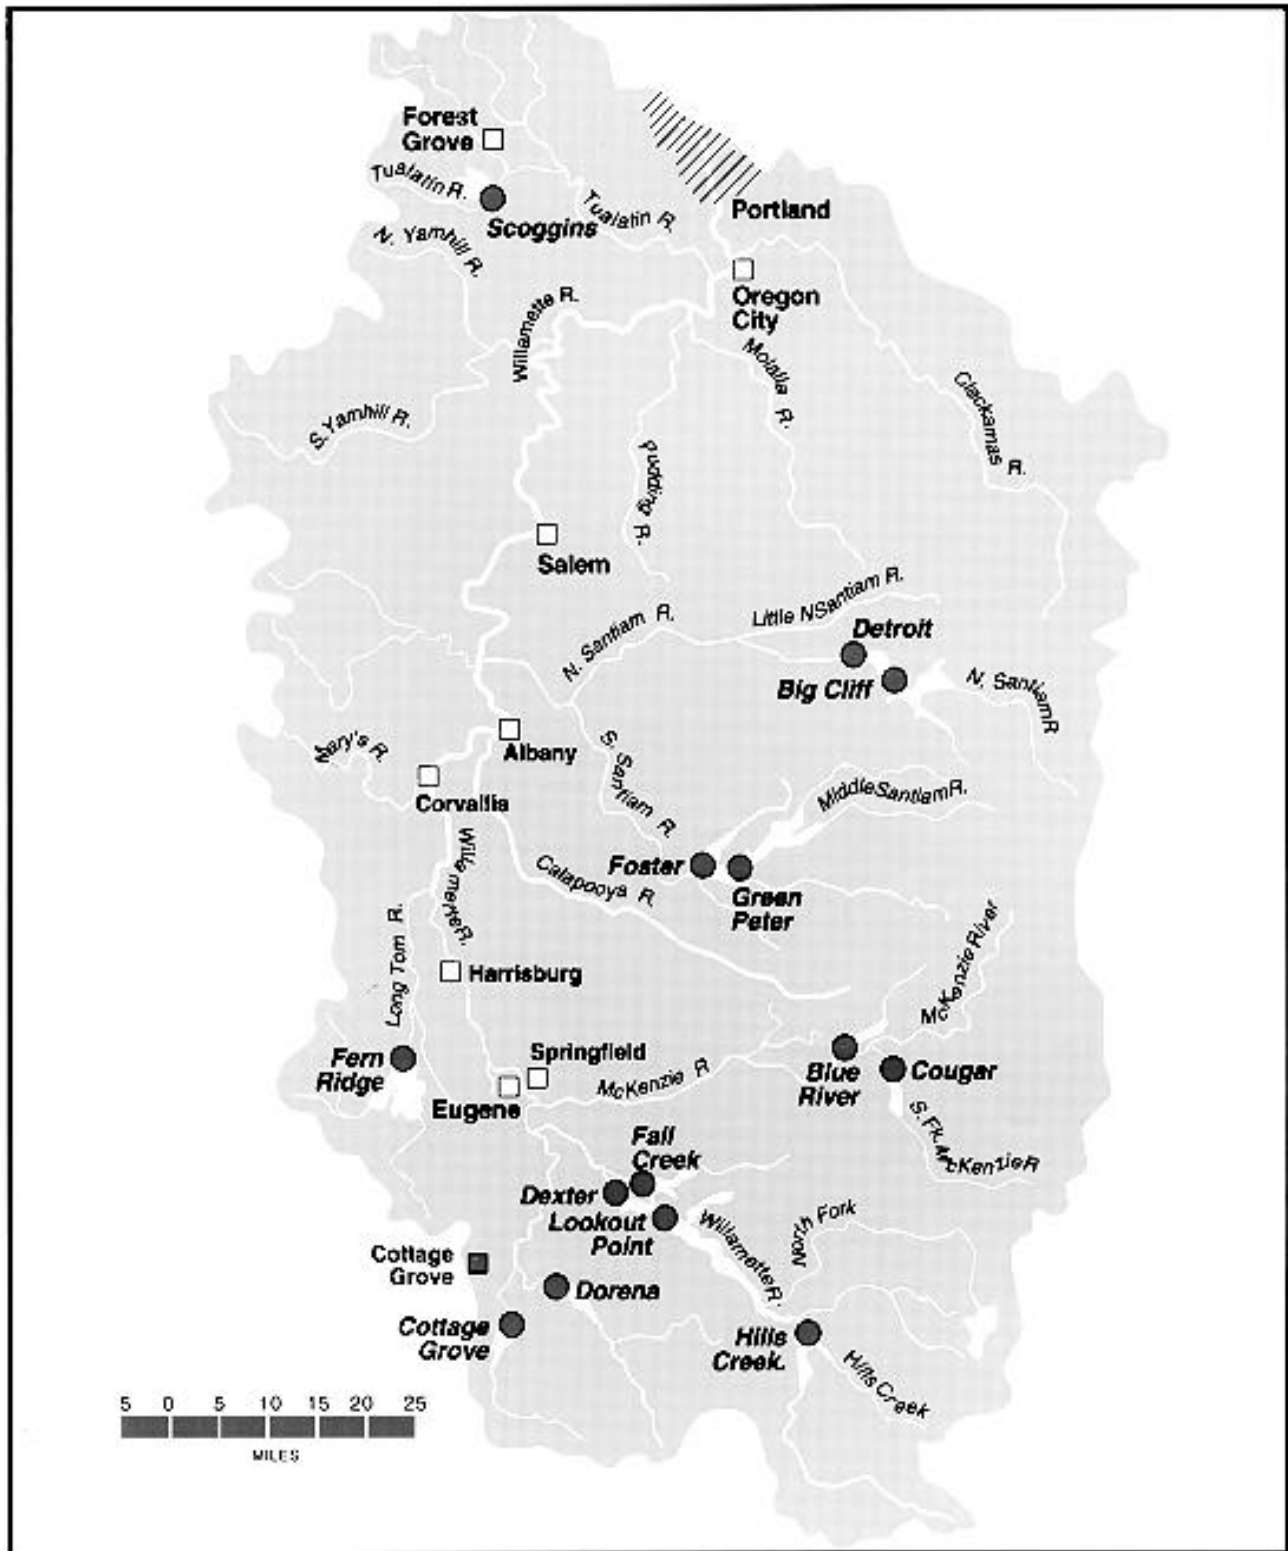 Forest
Grove
Tualatin R.
Scoggins
Tualatin R.
Portland
N. Yamhill R.
Oregon
City
Willamette R.
Molalla R.
Clackamas R.
S. Yamhill R.
Pudding R.
Salem
Little N Santiam R.
N. Santiam R.
Detroit
Big Cliff
N. Santiam R
Albany
Mary's R.
S. Santiam R.
Middle Santiam R.
Corvallis
Willamette R.
Foster
Green
Peter
Calapooya R.
Long Tom R.
Harrisburg
McKenzie River
Fern
Ridge
Springfield
Eugene
McKenzie R
Blue
River
Cougar
S. Fk. McKenzie R
Fall
Creek
Dexter
Lookout
Point
Willamette R.
North Fork
Cottage
Grove
Dorena
Cottage
Grove
Hills
Creek.
Hills Creek
5 0 5 10 15 20 25
MILES